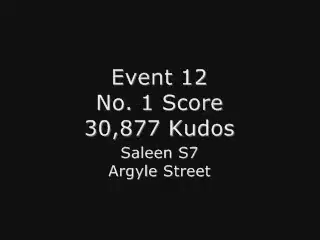 Event 12
No. 1 Score
30,877 Kudos
Saleen S7
Argyle Street